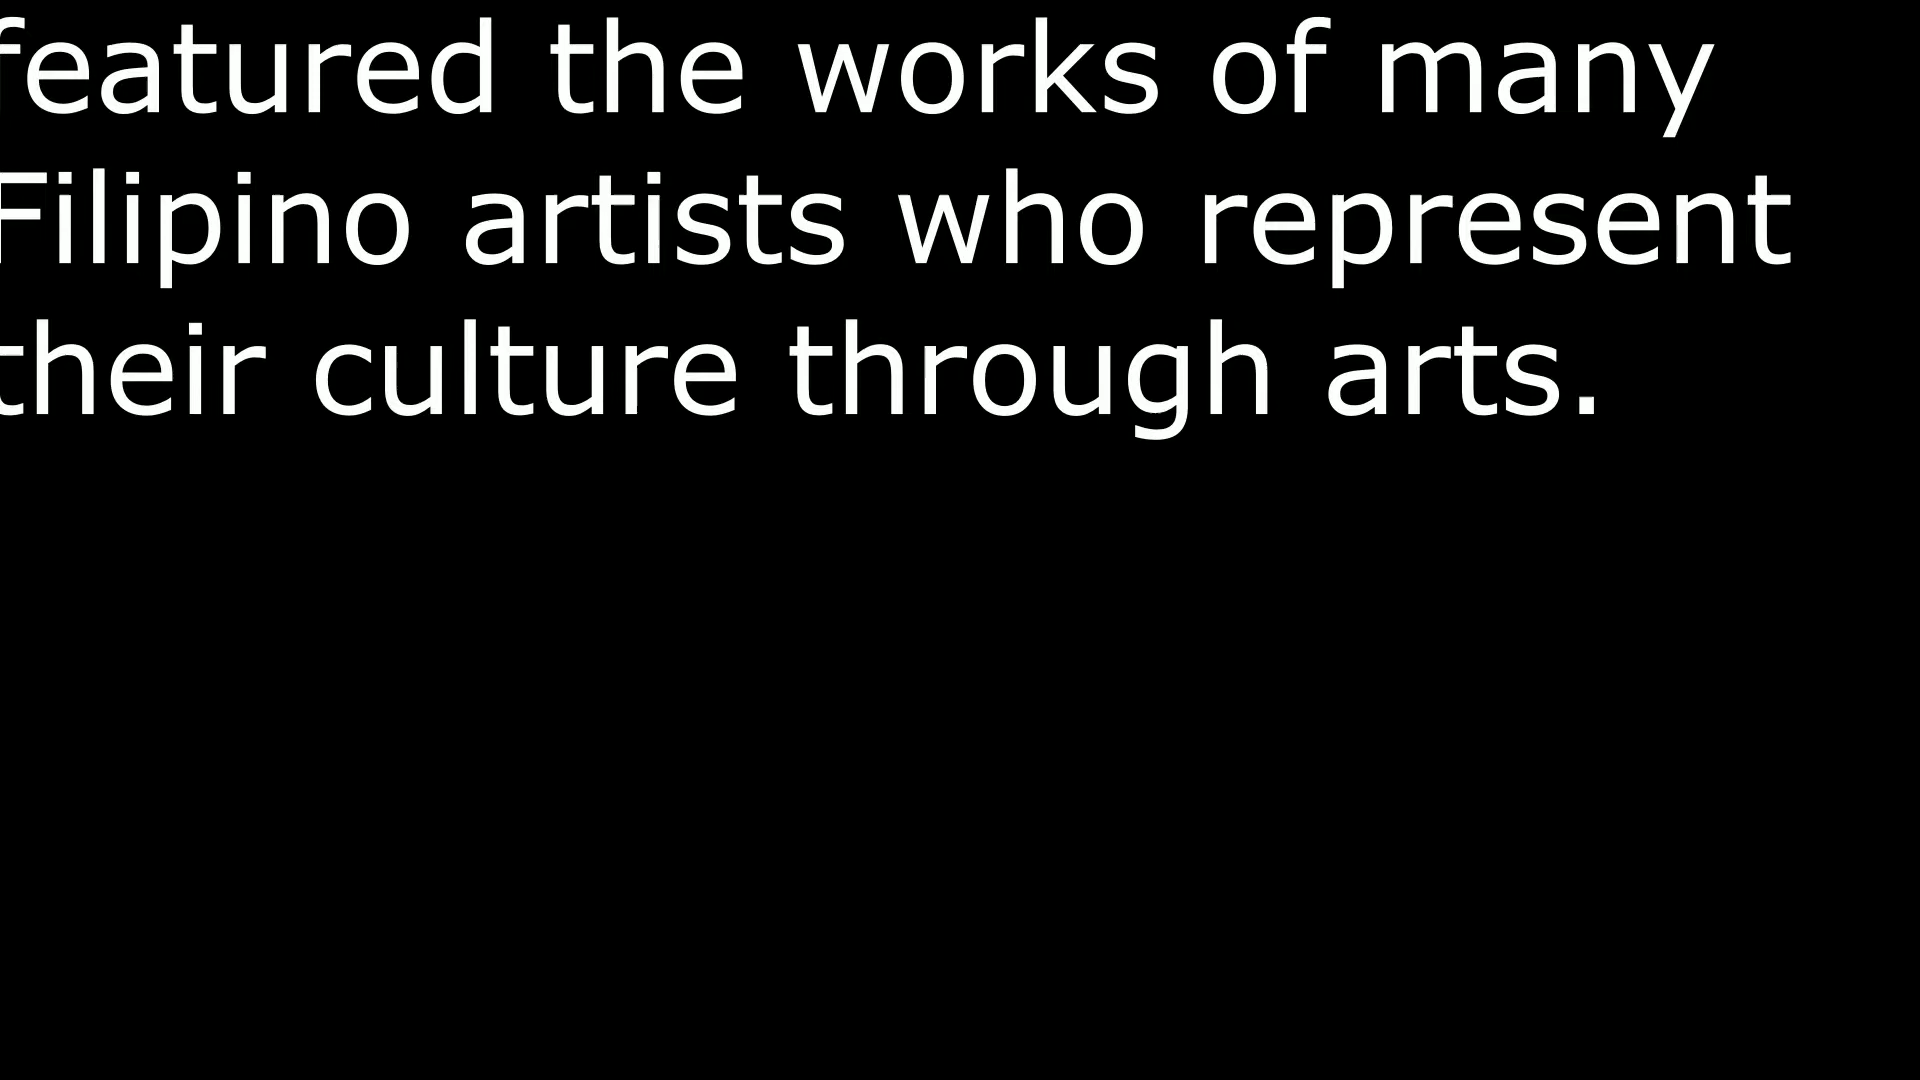 featured the works of many
Filipino artists who represent
their culture through arts.